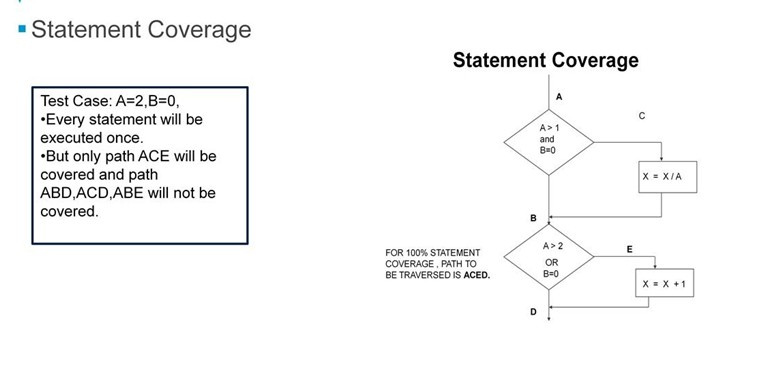 Statement Coverage
Test Case: A=2,B=0,
•Every statement will be
executed once.
•But only path ACE will be
covered and path
ABD,ACD,ABE will not be
covered.
Statement Coverage
A
C
A > 1
and
B=0
X = X / A
B
A > 2
OR
B=0
E
X = X + 1
D
FOR 100% STATEMENT
COVERAGE , PATH TO
BE TRAVERSED IS ACED.